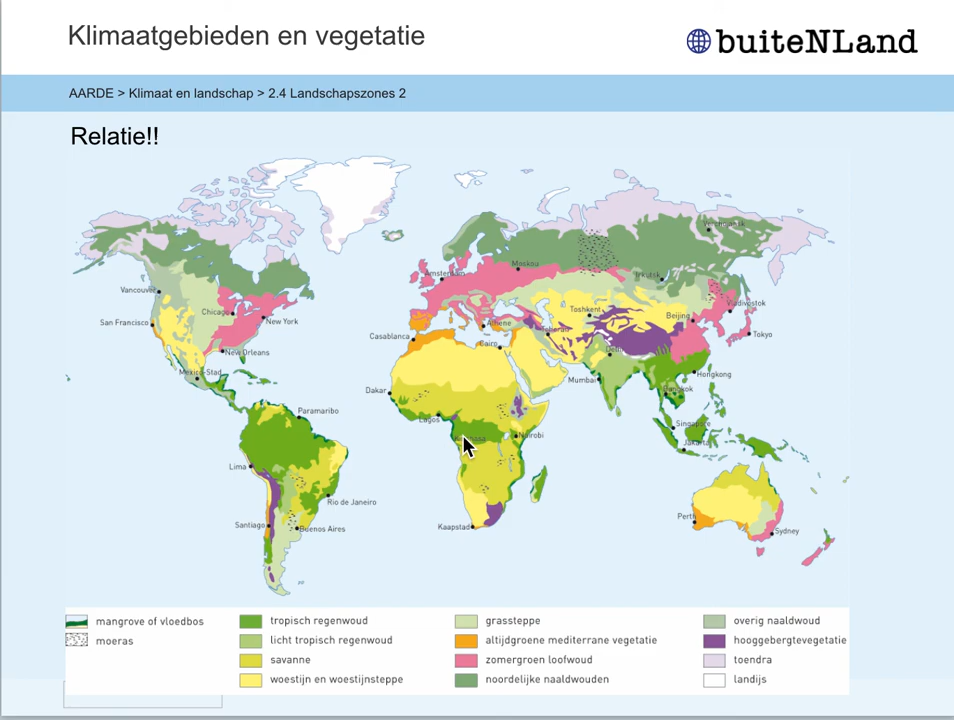 Klimaatgebieden en vegetatie
buiteNLand
AARDE > Klimaat en landschap > 2.4 Landschapszones 2
Relatie!!
Verchojansk
Moskou
Amsterdam
Irkutsk
Vancouver
Vladivostok
Tashkent
Chicago
Beijing
San Francisco
New York
Athene
Teheran
Tokyo
Casablanca
Cairo
New Orleans
Delhi
Mexico-Stad
Hongkong
Mumbai
Dakar
Bangkok
Paramaribo
Lagos
Singapore
Nairobi
Kinshasa
Jakarta
Lima
Rio de Janeiro
Perth
Santiago
Buenos Aires
Kaapstad
Sydney
mangrove of vloedbos
moeras
tropisch regenwoud
licht tropisch regenwoud
savanne
woestijn en woestijnsteppe
grassteppe
altijdgroene mediterrane vegetatie
zomergroen loofwoud
noordelijke naaldwouden
overig naaldwoud
hooggebergtevegetatie
toendra
landijs